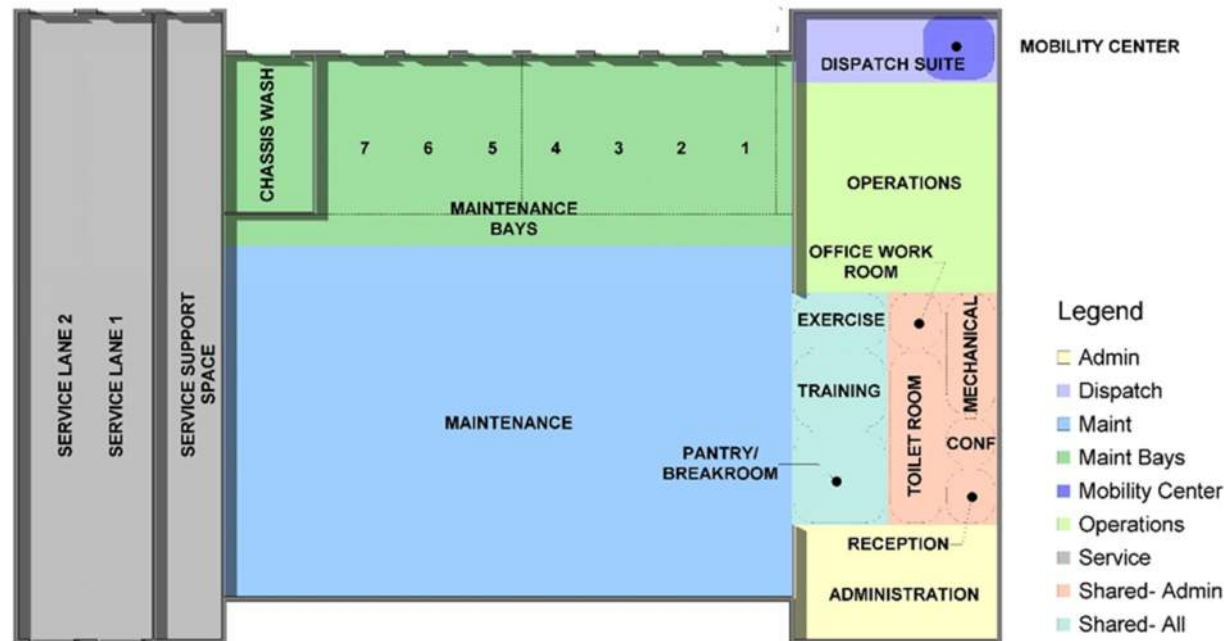 MOBILITY CENTER
DISPATCH SUITE
CHASSIS WASH
7 6 5 4 3 2 1
OPERATIONS
MAINTENANCE
BAYS
OFFICE WORK
ROOM
SERVICE LANE 2
SERVICE LANE 1
SERVICE SUPPORT
SPACE
MAINTENANCE
EXERCISE
MECHANICAL
TRAINING
TOILET ROOM
CONF
PANTRY/
BREAKROOM
RECEPTION
ADMINISTRATION
Legend
Admin
Dispatch
Maint
Maint Bays
Mobility Center
Operations
Service
Shared- Admin
Shared- All